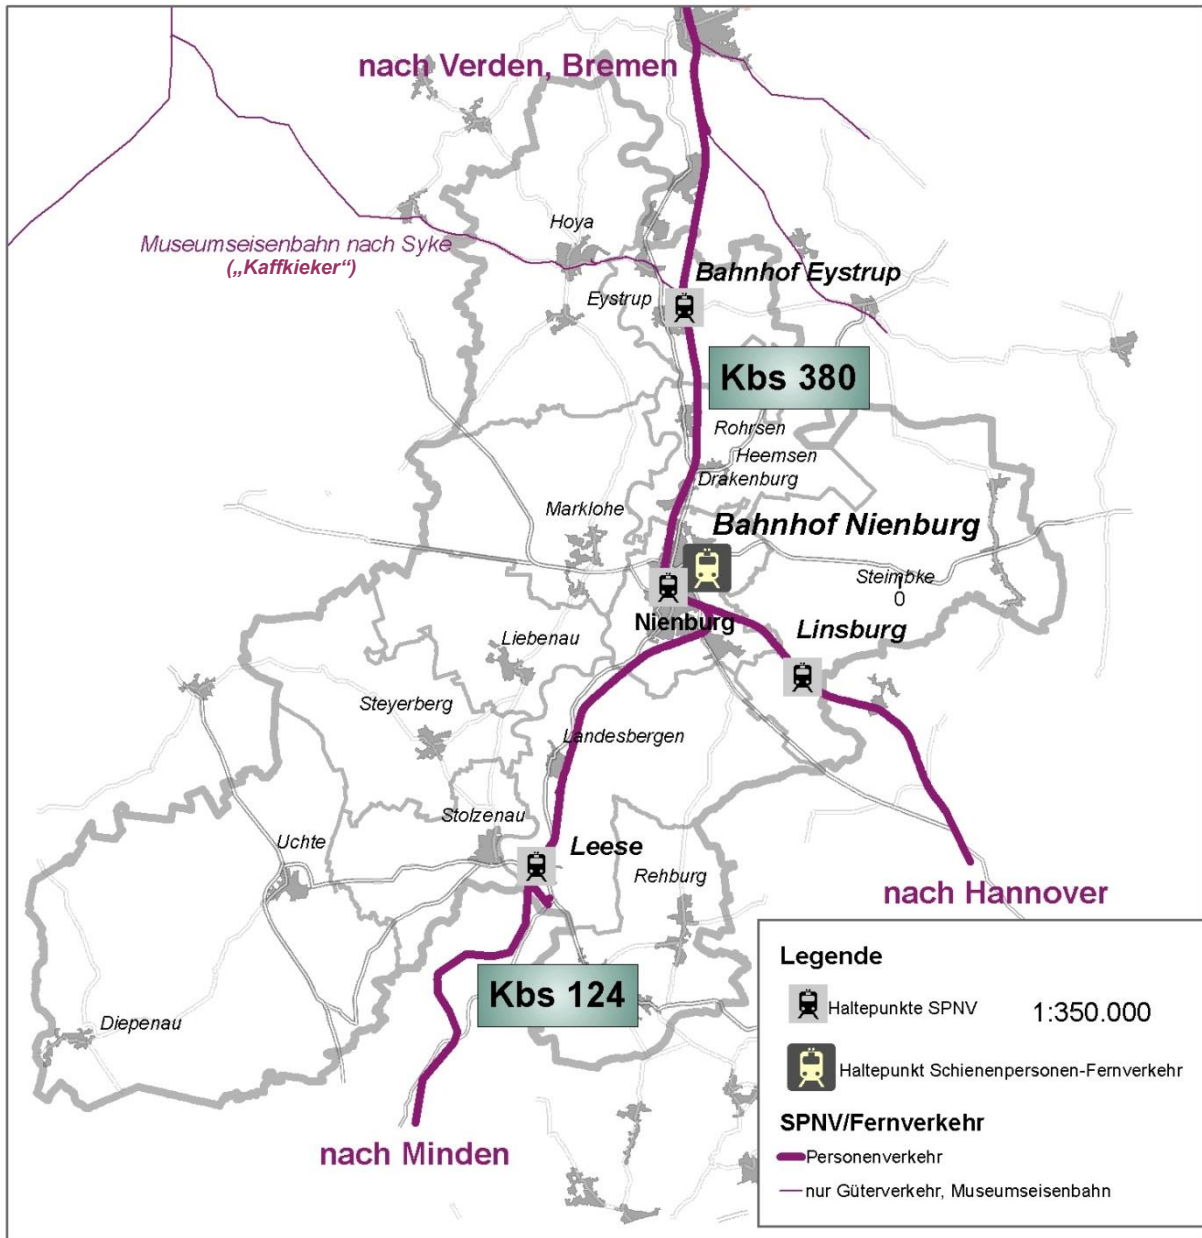 nach Verden, Bremen
Hoya
Museumseisenbahn nach Syke
(„Kaffkieker“)
Bahnhof Eystrup
Eystrup
Kbs 380
Rohrsen
Heemsen
Drakenburg
Marklohe
Bahnhof Nienburg
Steimbke
0
Nienburg
Linsburg
Liebenau
Steyerberg
Landesbergen
Stolzenau
Uchte
Leese
Rehburg
nach Hannover
Kbs 124
Diepenau
nach Minden
Legende
Haltepunkte SPNV
1:350.000
Haltepunkt Schienenpersonen-Fernverkehr
SPNV/Fernverkehr
Personenverkehr
nur Güterverkehr, Museumseisenbahn